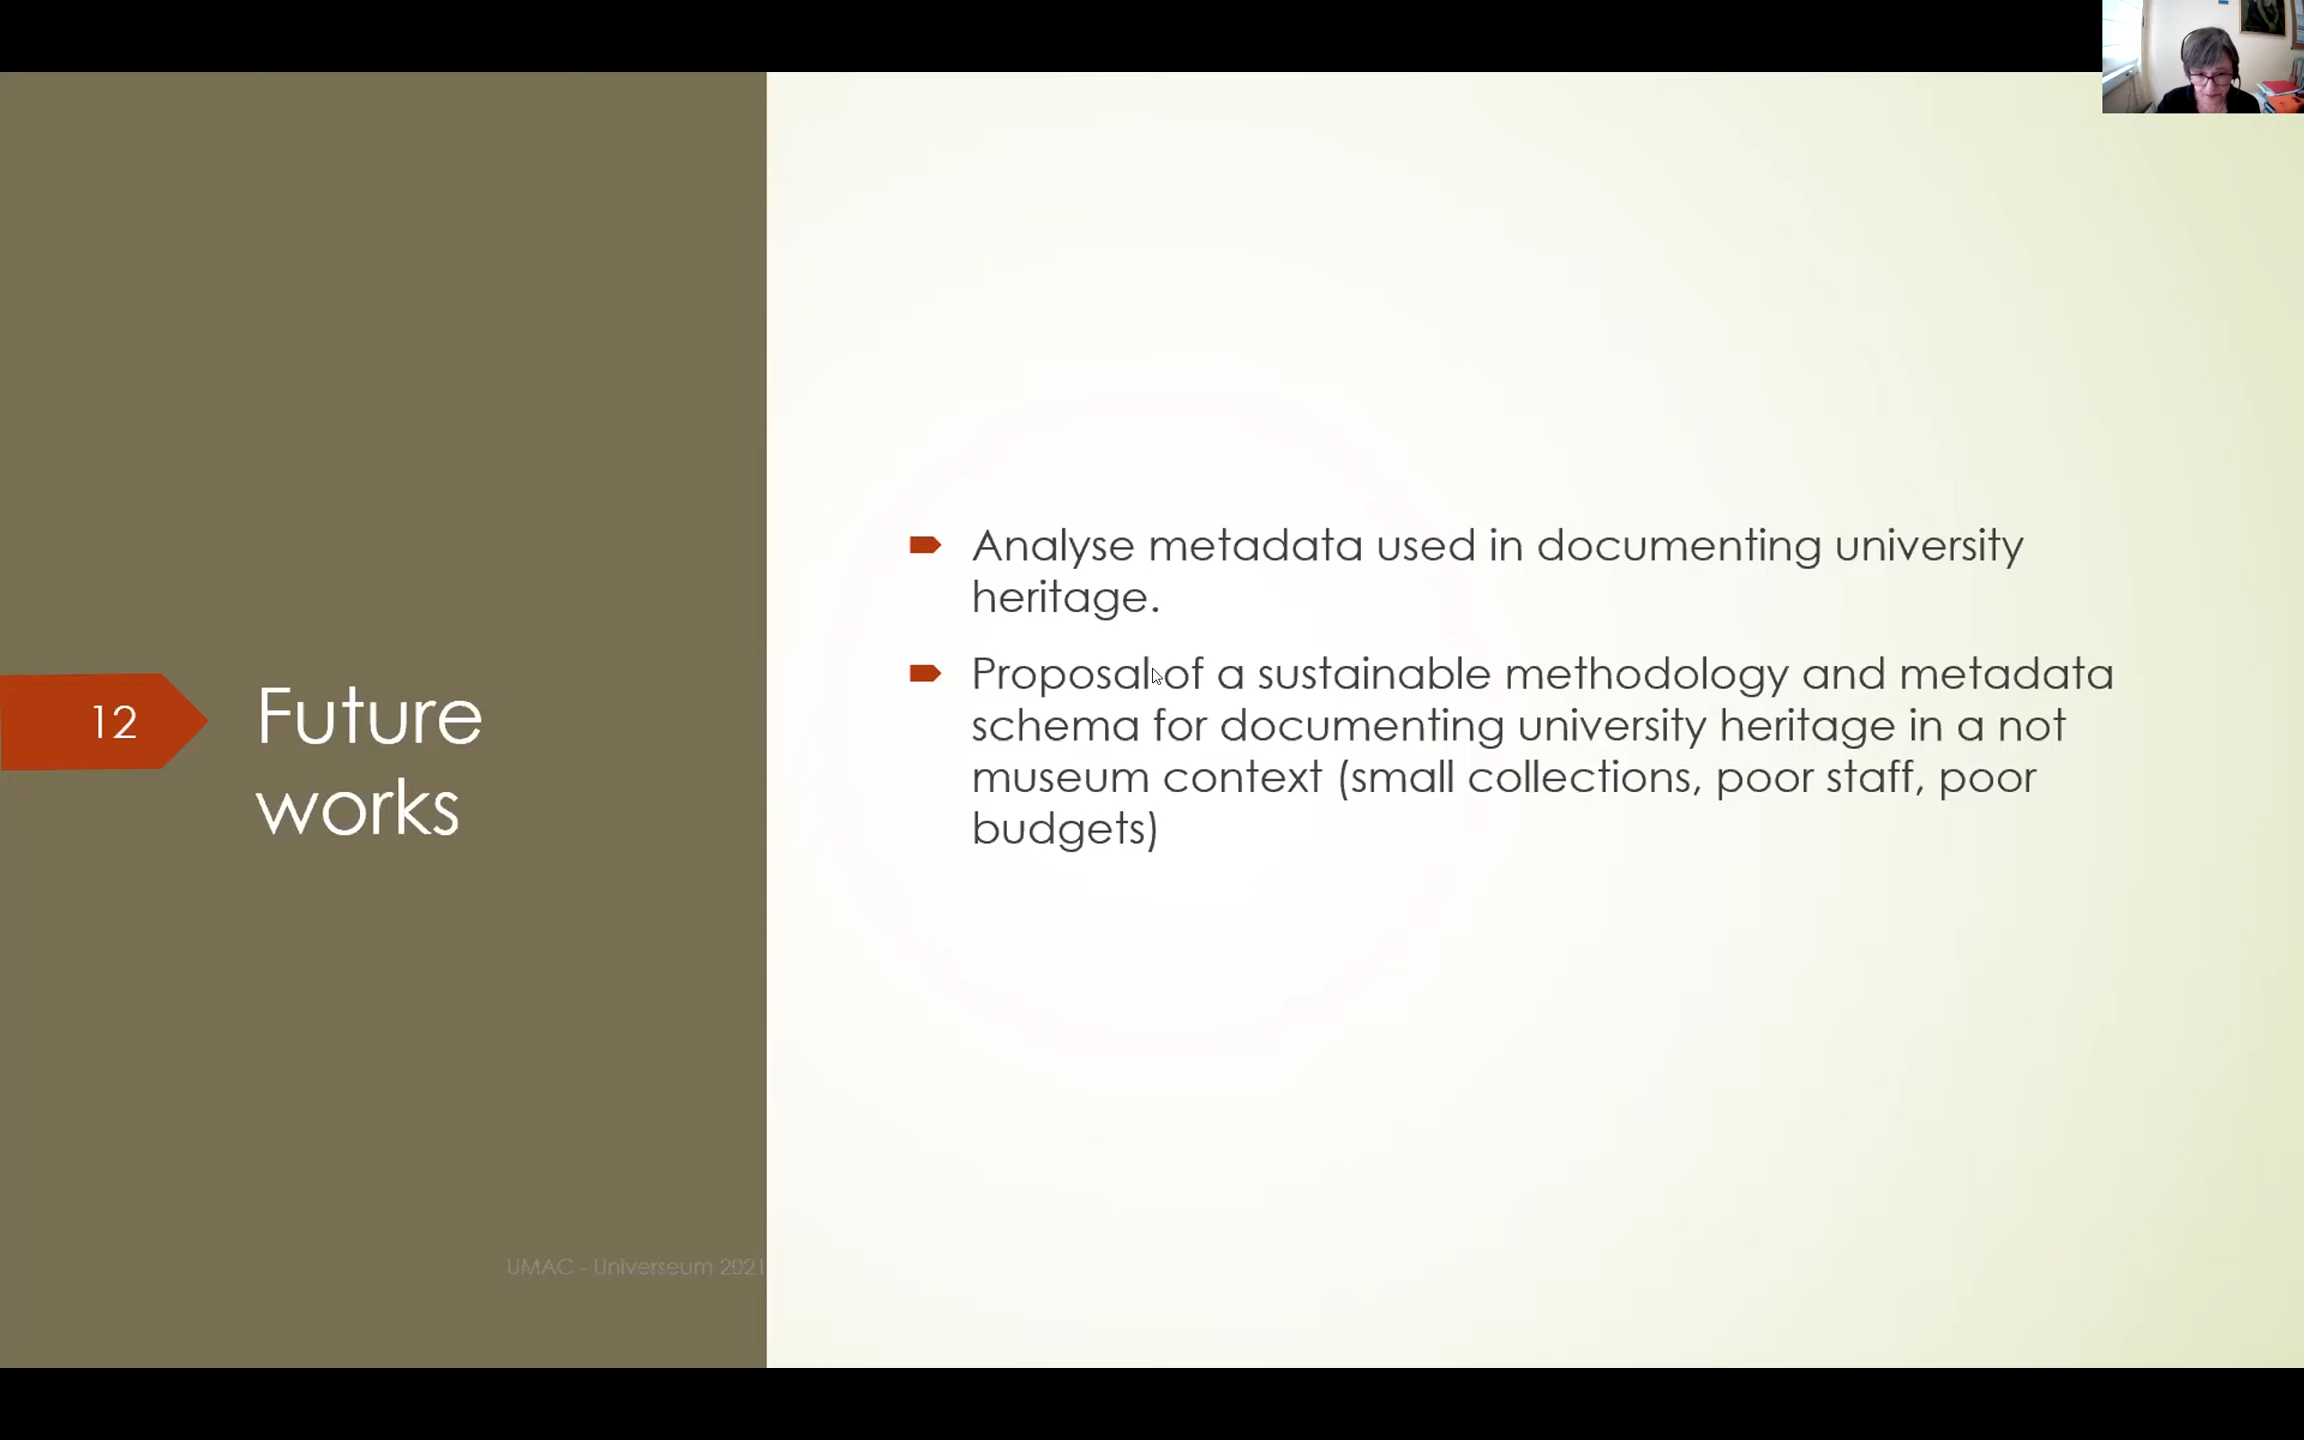 12
Future
works
Analyse metadata used in documenting university
heritage.
Proposal of a sustainable methodology and metadata
schema for documenting university heritage in a not
museum context (small collections, poor staff, poor
budgets)
UMAC - Universeum 2021